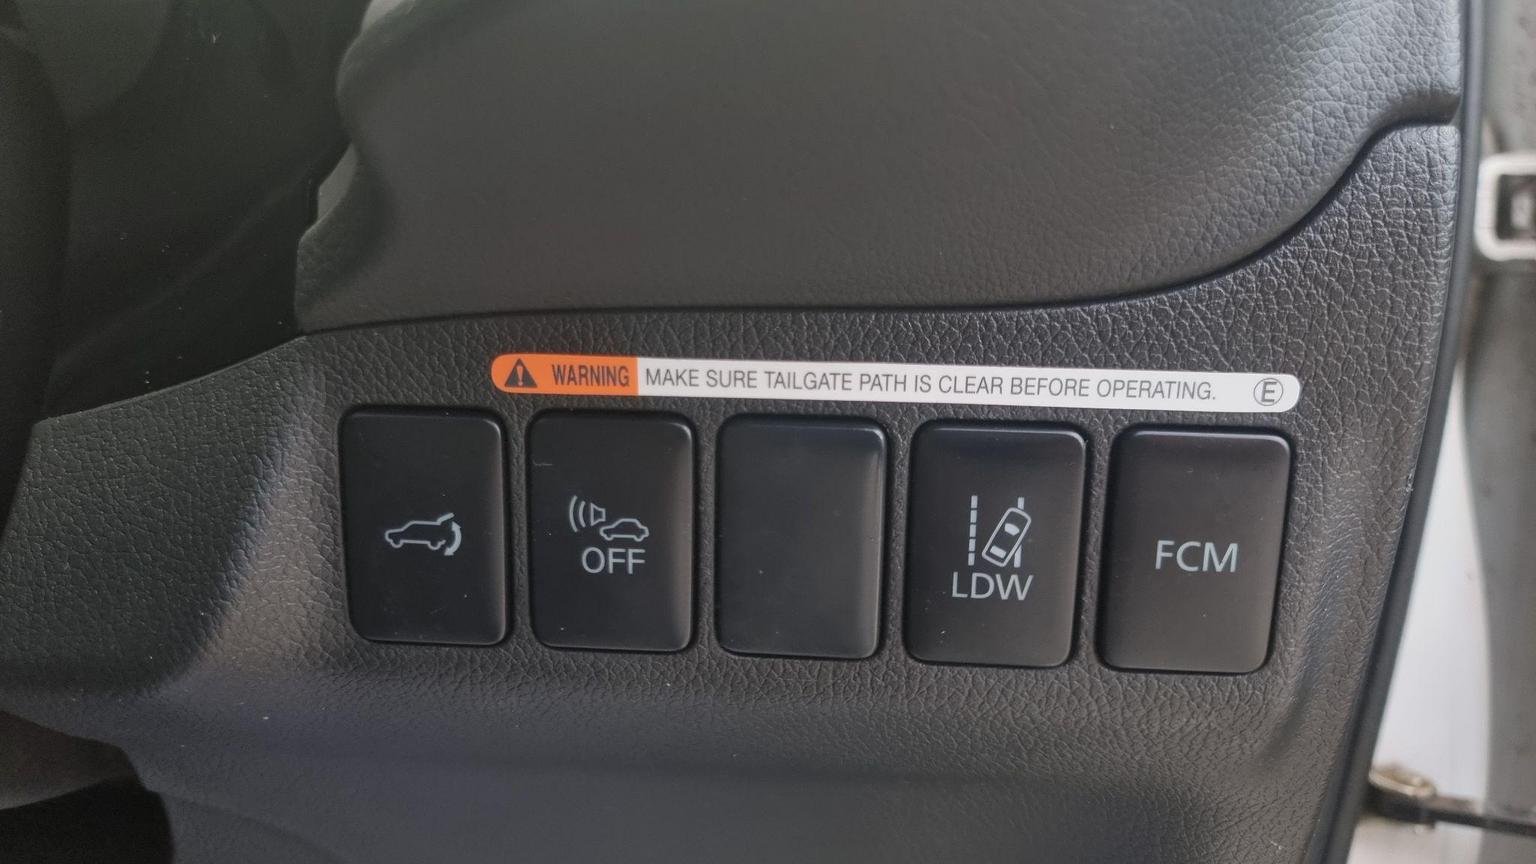 WARNING MAKE SURE TAILGATE PATH IS CLEAR BEFORE OPERATING. E
OFF
LDW
FCM